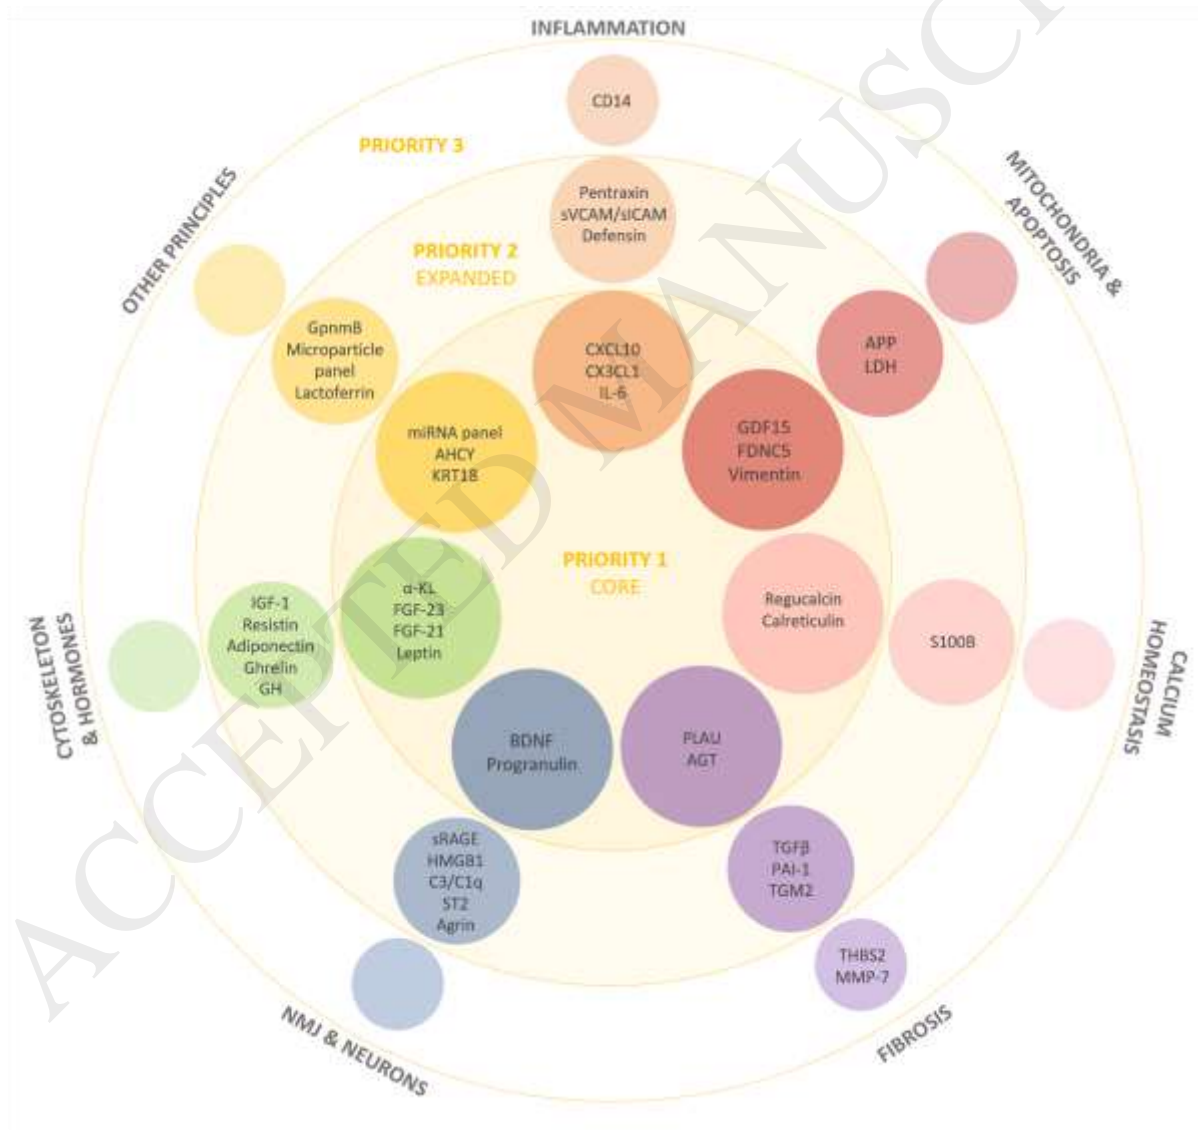 INFLAMMATION
CD14
PRIORITY 3
Pentraxin
sVCAM/sICAM
Defensin
PRIORITY 2
EXPANDED
CXCL10
CX3CL1
IL-6
MITOCHONDRIA &
APOPTOSIS
APP
LDH
GDF15
FDNC5
Vimentin
OTHER PRINCIPLES
GpnmB
Microparticle
panel
Lactoferrin
miRNA panel
AHCY
KRT18
PRIORITY 1
CORE
α-KL
FGF-23
FGF-21
Leptin
IGF-1
Resistin
Adiponectin
Ghrelin
GH
CYTOSKELETON
& HORMONES
Regucalcin
Calreticulin
S100B
CALCIUM
HOMEOSTASIS
BDNF
Progranulin
PLAU
AGT
sRAGE
HMGB1
C3/C1q
ST2
Agrin
TGFβ
PAI-1
TGM2
THBS2
MMP-7
NMJ & NEURONS
FIBROSIS
ACCEPTED MANUSC